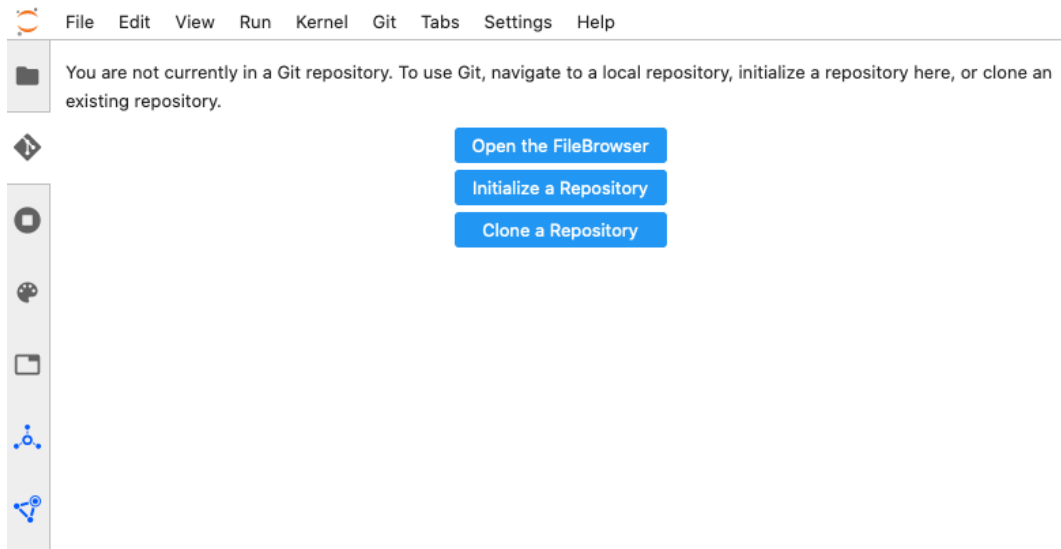 File Edit View Run Kernel Git Tabs Settings Help
You are not currently in a Git repository. To use Git, navigate to a local repository, initialize a repository here, or clone an
existing repository.
Open the FileBrowser
Initialize a Repository
Clone a Repository